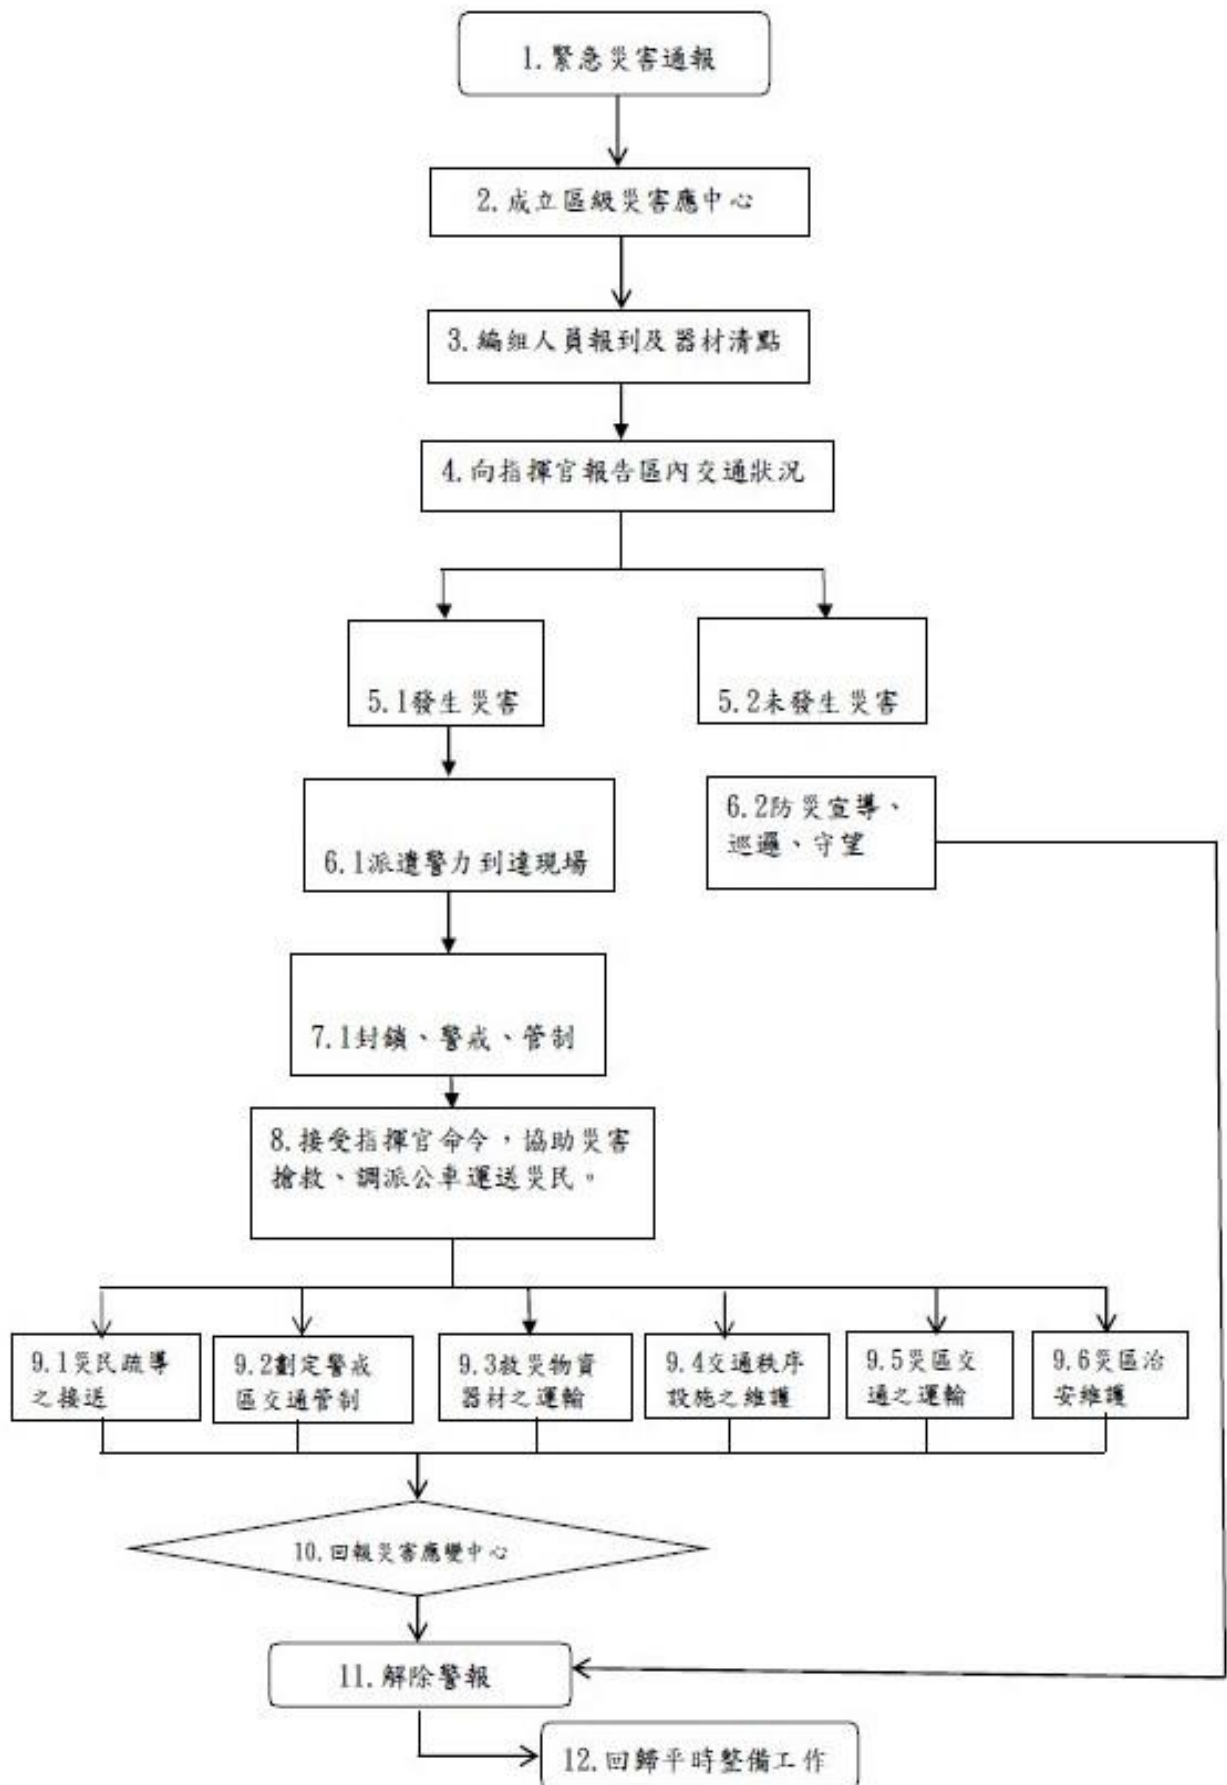 1.緊急災害通報
2.成立區級災害應中心
3.編組人員報到及器材清點
4.向指揮官報告區內交通狀況
5.1發生災害
5.2未發生災害
6.1派遣警力到達現場
6.2防災宣導、
巡邏、守望
7.1封鎖、警戒、管制
8.接受指揮官命令，協助災害
搶救、調派公車運送災民。
9.1災民疏導
之接送
9.2劃定警戒
區交通管制
9.3救災物資
器材之運輸
9.4交通秩序
設施之維護
9.5災區交
通之運輸
9.6災區治
安維護
10.回報災害應變中心
11.解除警報
12.回歸平時整備工作